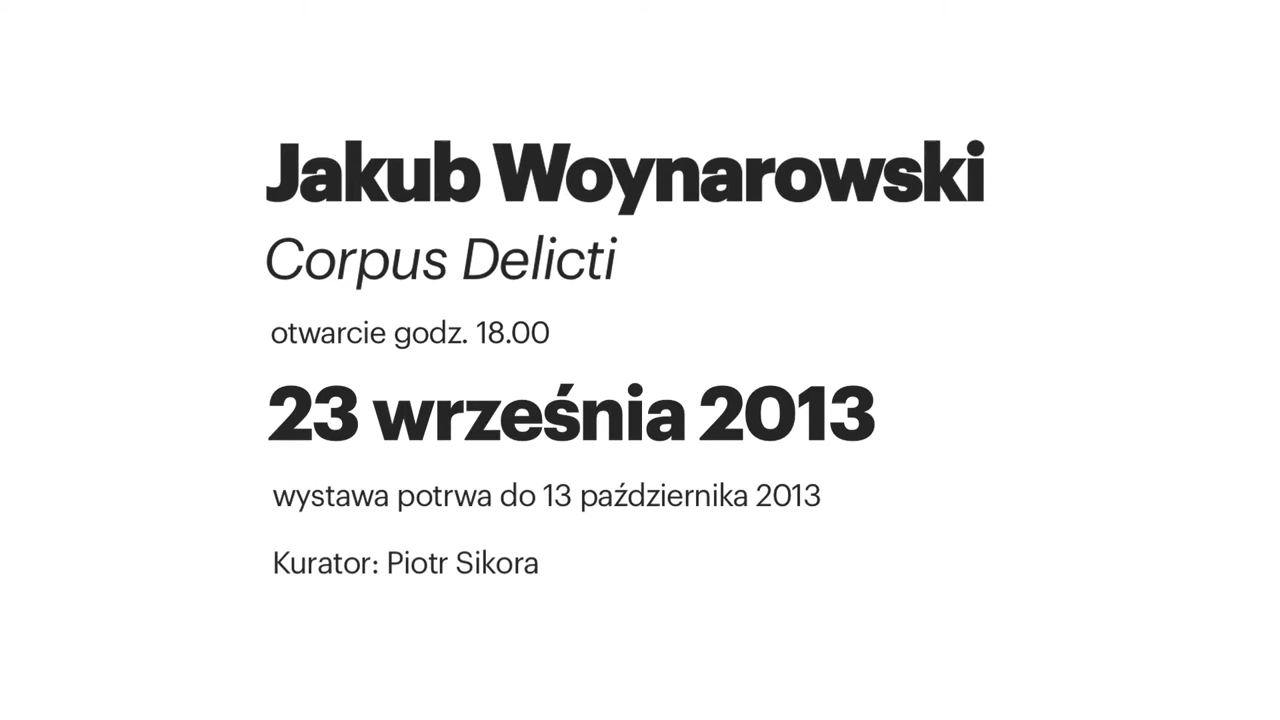 Jakub Woynarowski
Corpus Delicti
otwarcie godz. 18.00
23 września 2013
wystawa potrwa do 13 października 2013
Kurator: Piotr Sikora